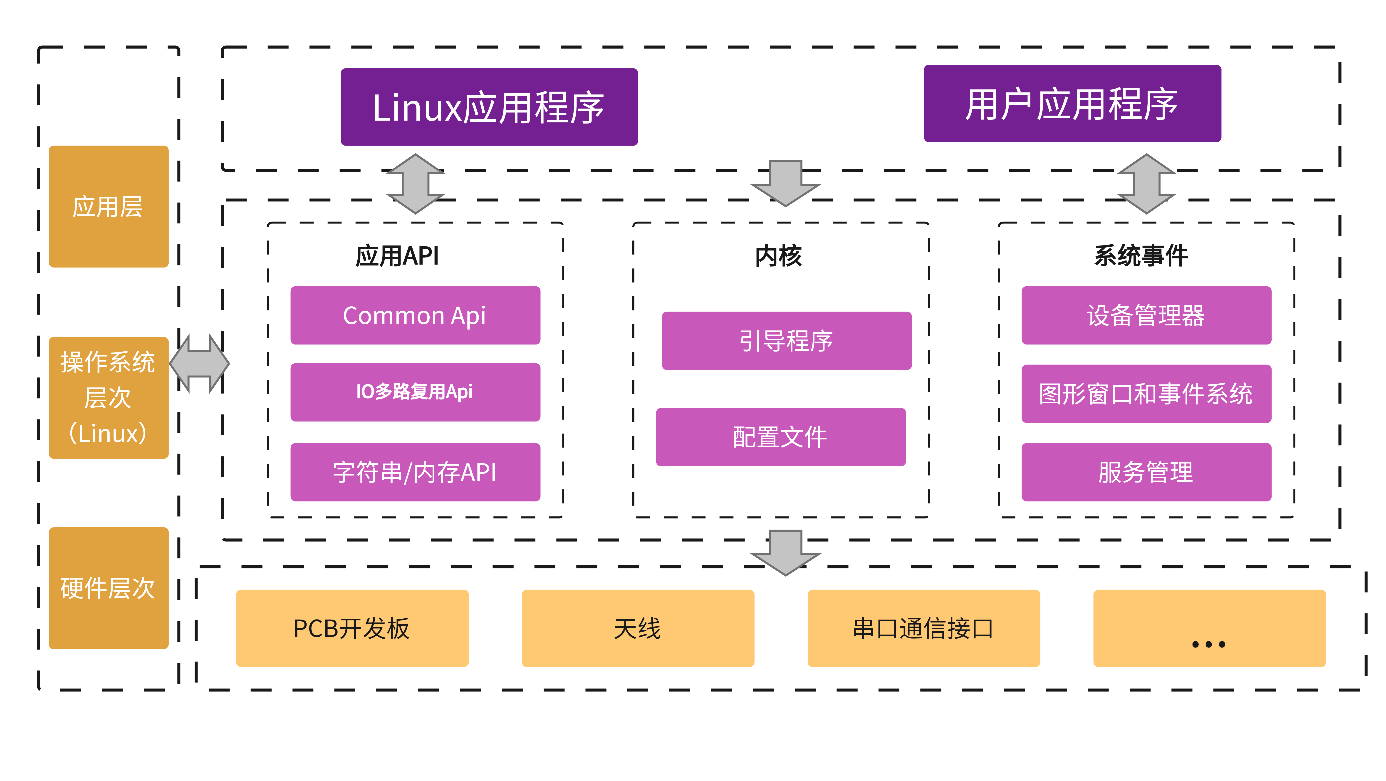 Linux应用程序
用户应用程序
应用层
操作系统
层次
（Linux）
硬件层次
应用API
Common Api
IO多路复用Api
字符串/内存API
内核
引导程序
配置文件
系统事件
设备管理器
图形窗口和事件系统
服务管理
PCB开发板
天线
串口通信接口
...